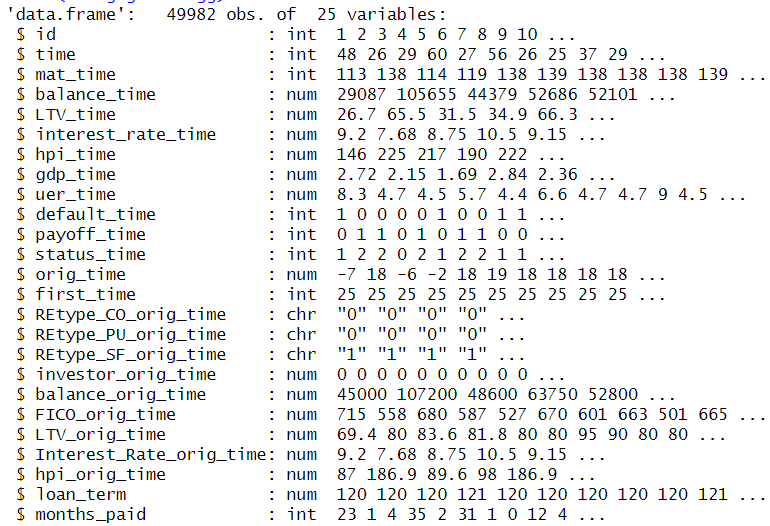 'data.frame':   49982 obs. of  25 variables:
 $ id                     : int  1 2 3 4 5 6 7 8 9 10 ...
 $ time                   : int  48 26 29 60 27 56 26 25 37 29 ...
 $ mat_time               : int  113 138 114 119 138 139 138 138 138 139 ...
 $ balance_time           : num  29087 105655 44379 52686 52101 ...
 $ LTV_time               : num  26.7 65.5 31.5 34.9 66.3 ...
 $ interest_rate_time     : num  9.2 7.68 8.75 10.5 9.15 ...
 $ hpi_time               : int  146 225 217 190 222 ...
 $ gdp_time               : num  2.72 2.15 1.69 2.84 2.36 ...
 $ uer_time               : num  8.3 4.7 4.5 5.7 4.4 6.6 4.7 4.7 9 4.5 ...
 $ default_time           : int  1 0 0 0 0 1 0 0 1 1 ...
 $ payoff_time            : int  0 1 1 0 1 0 1 1 0 0 ...
 $ status_time            : int  1 2 2 0 2 1 2 2 1 1 ...
 $ orig_time              : num  -7 18 -6 -2 18 19 18 18 18 18 ...
 $ first_time             : int  25 25 25 25 25 25 25 25 25 25 ...
 $ REtype_CO_orig_time    : chr  "0" "0" "0" "0" ...
 $ REtype_PU_orig_time    : chr  "0" "0" "0" "0" ...
 $ REtype_SF_orig_time    : chr  "1" "1" "1" "1" ...
 $ investor_orig_time     : num  0 0 0 0 0 0 0 0 0 0 ...
 $ balance_orig_time      : num  45000 107200 48600 63750 52800 ...
 $ FICO_orig_time         : num  715 558 680 587 527 670 601 663 501 665 ...
 $ LTV_orig_time          : num  69.4 80 83.6 81.8 80 80 95 90 80 80 ...
 $ Interest_Rate_orig_time: num  9.2 7.68 8.75 10.5 9.15 ...
 $ hpi_orig_time          : num  87 186.9 89.6 98 186.9 ...
 $ loan_term              : num  120 120 120 121 120 120 120 120 120 121 ...
 $ months_paid            : int  23 1 4 35 2 31 1 0 12 4 ...